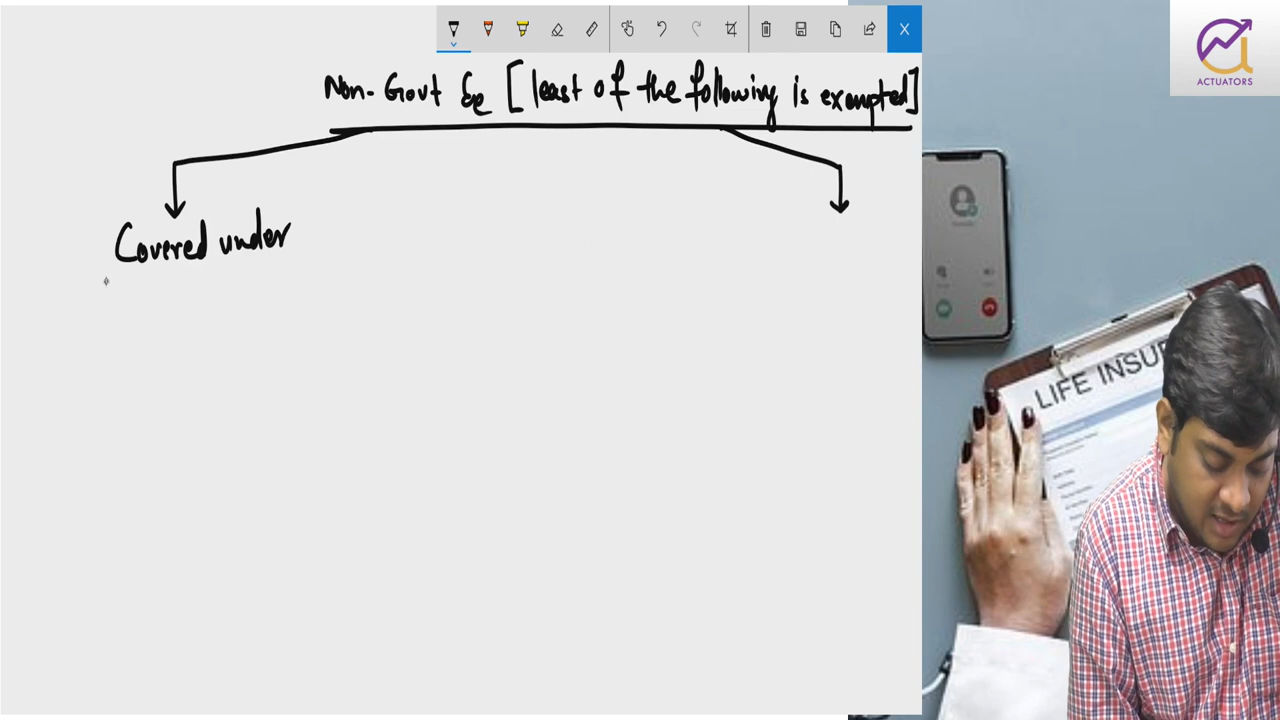 Non-Govt Ee [least of the following is exempted]
Covered under
ACTUATORS
LIFE INSU